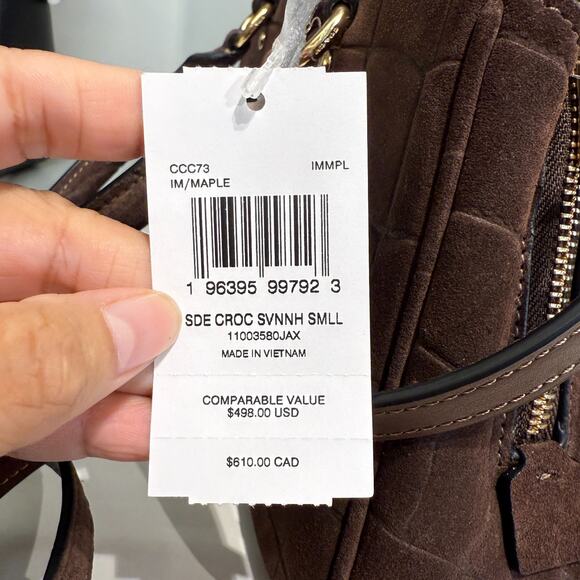 CCC73 IMMPL
IM/MAPLE
1 96395 99792 3
SDE CROC SVNNH SMLL
11003580JAX
MADE IN VIETNAM
COMPARABLE VALUE
$498.00 USD
$610.00 CAD